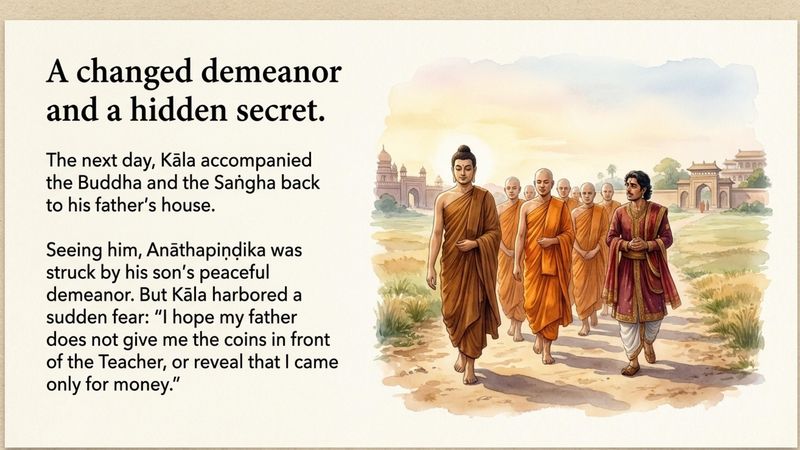 A changed demeanor
and a hidden secret.
The next day, Kāla accompanied
the Buddha and the Saṅgha back
to his father’s house.
Seeing him, Anāthapiṇḍika was
struck by his son’s peaceful
demeanor. But Kāla harbored a
sudden fear: “I hope my father
does not give me the coins in front
of the Teacher, or reveal that I came
only for money.”